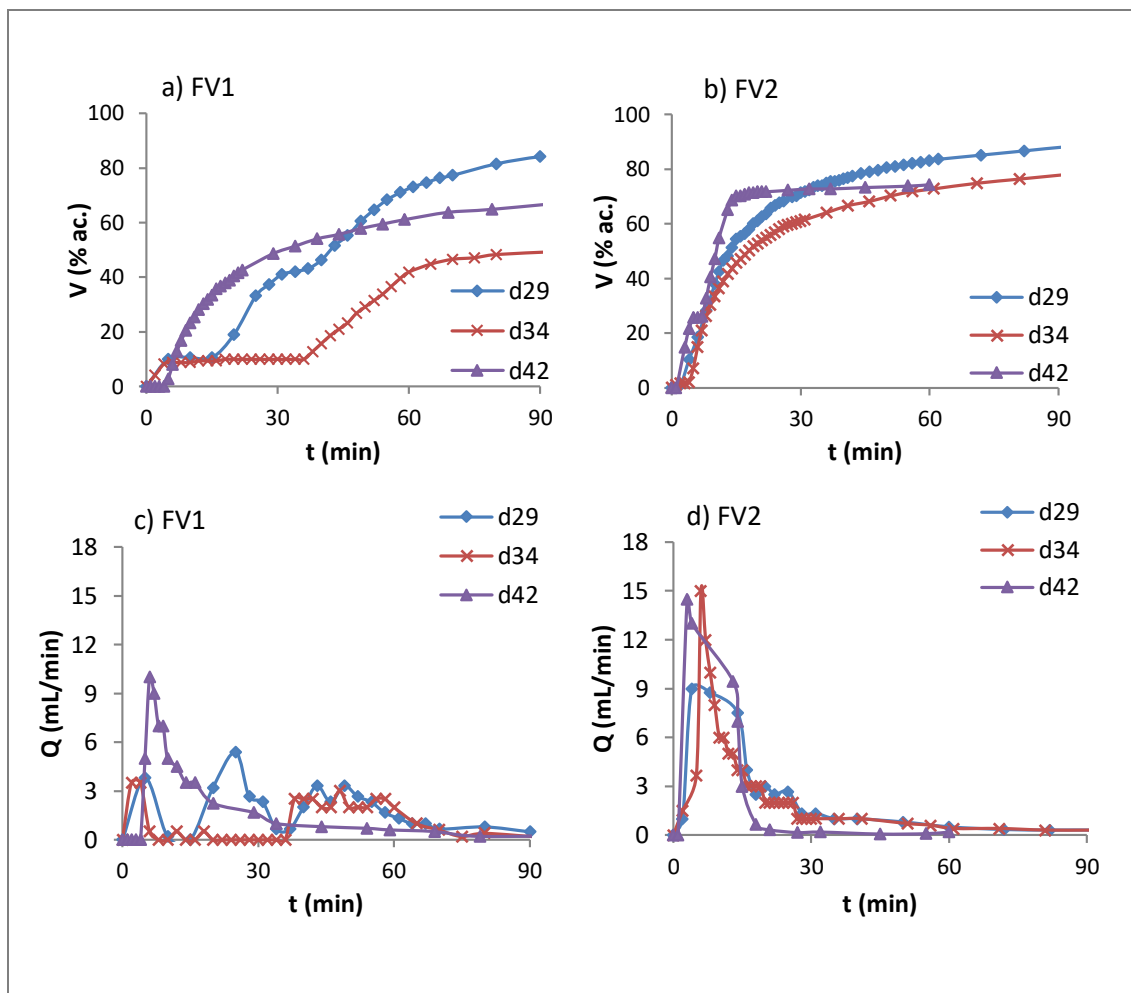 a) FV1
100
80
60
40
20
0
V (% ac.)
0 30 60 90
t (min)
d29
d34
d42
b) FV2
100
80
60
40
20
0
V (% ac.)
0 30 60 90
t (min)
d29
d34
d42
c) FV1
d29
d34
d42
18
15
12
9
6
3
0
Q (mL/min)
0 30 60 90
t (min)
d) FV2
d29
d34
d42
18
15
12
9
6
3
0
Q (mL/min)
0 30 60 90
t (min)